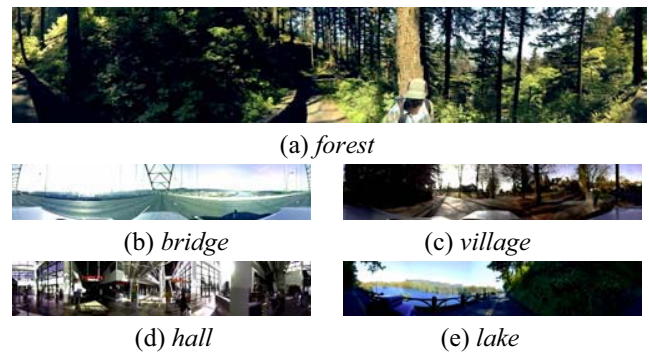 (a) forest
(b) bridge
(c) village
(d) hall
(e) lake